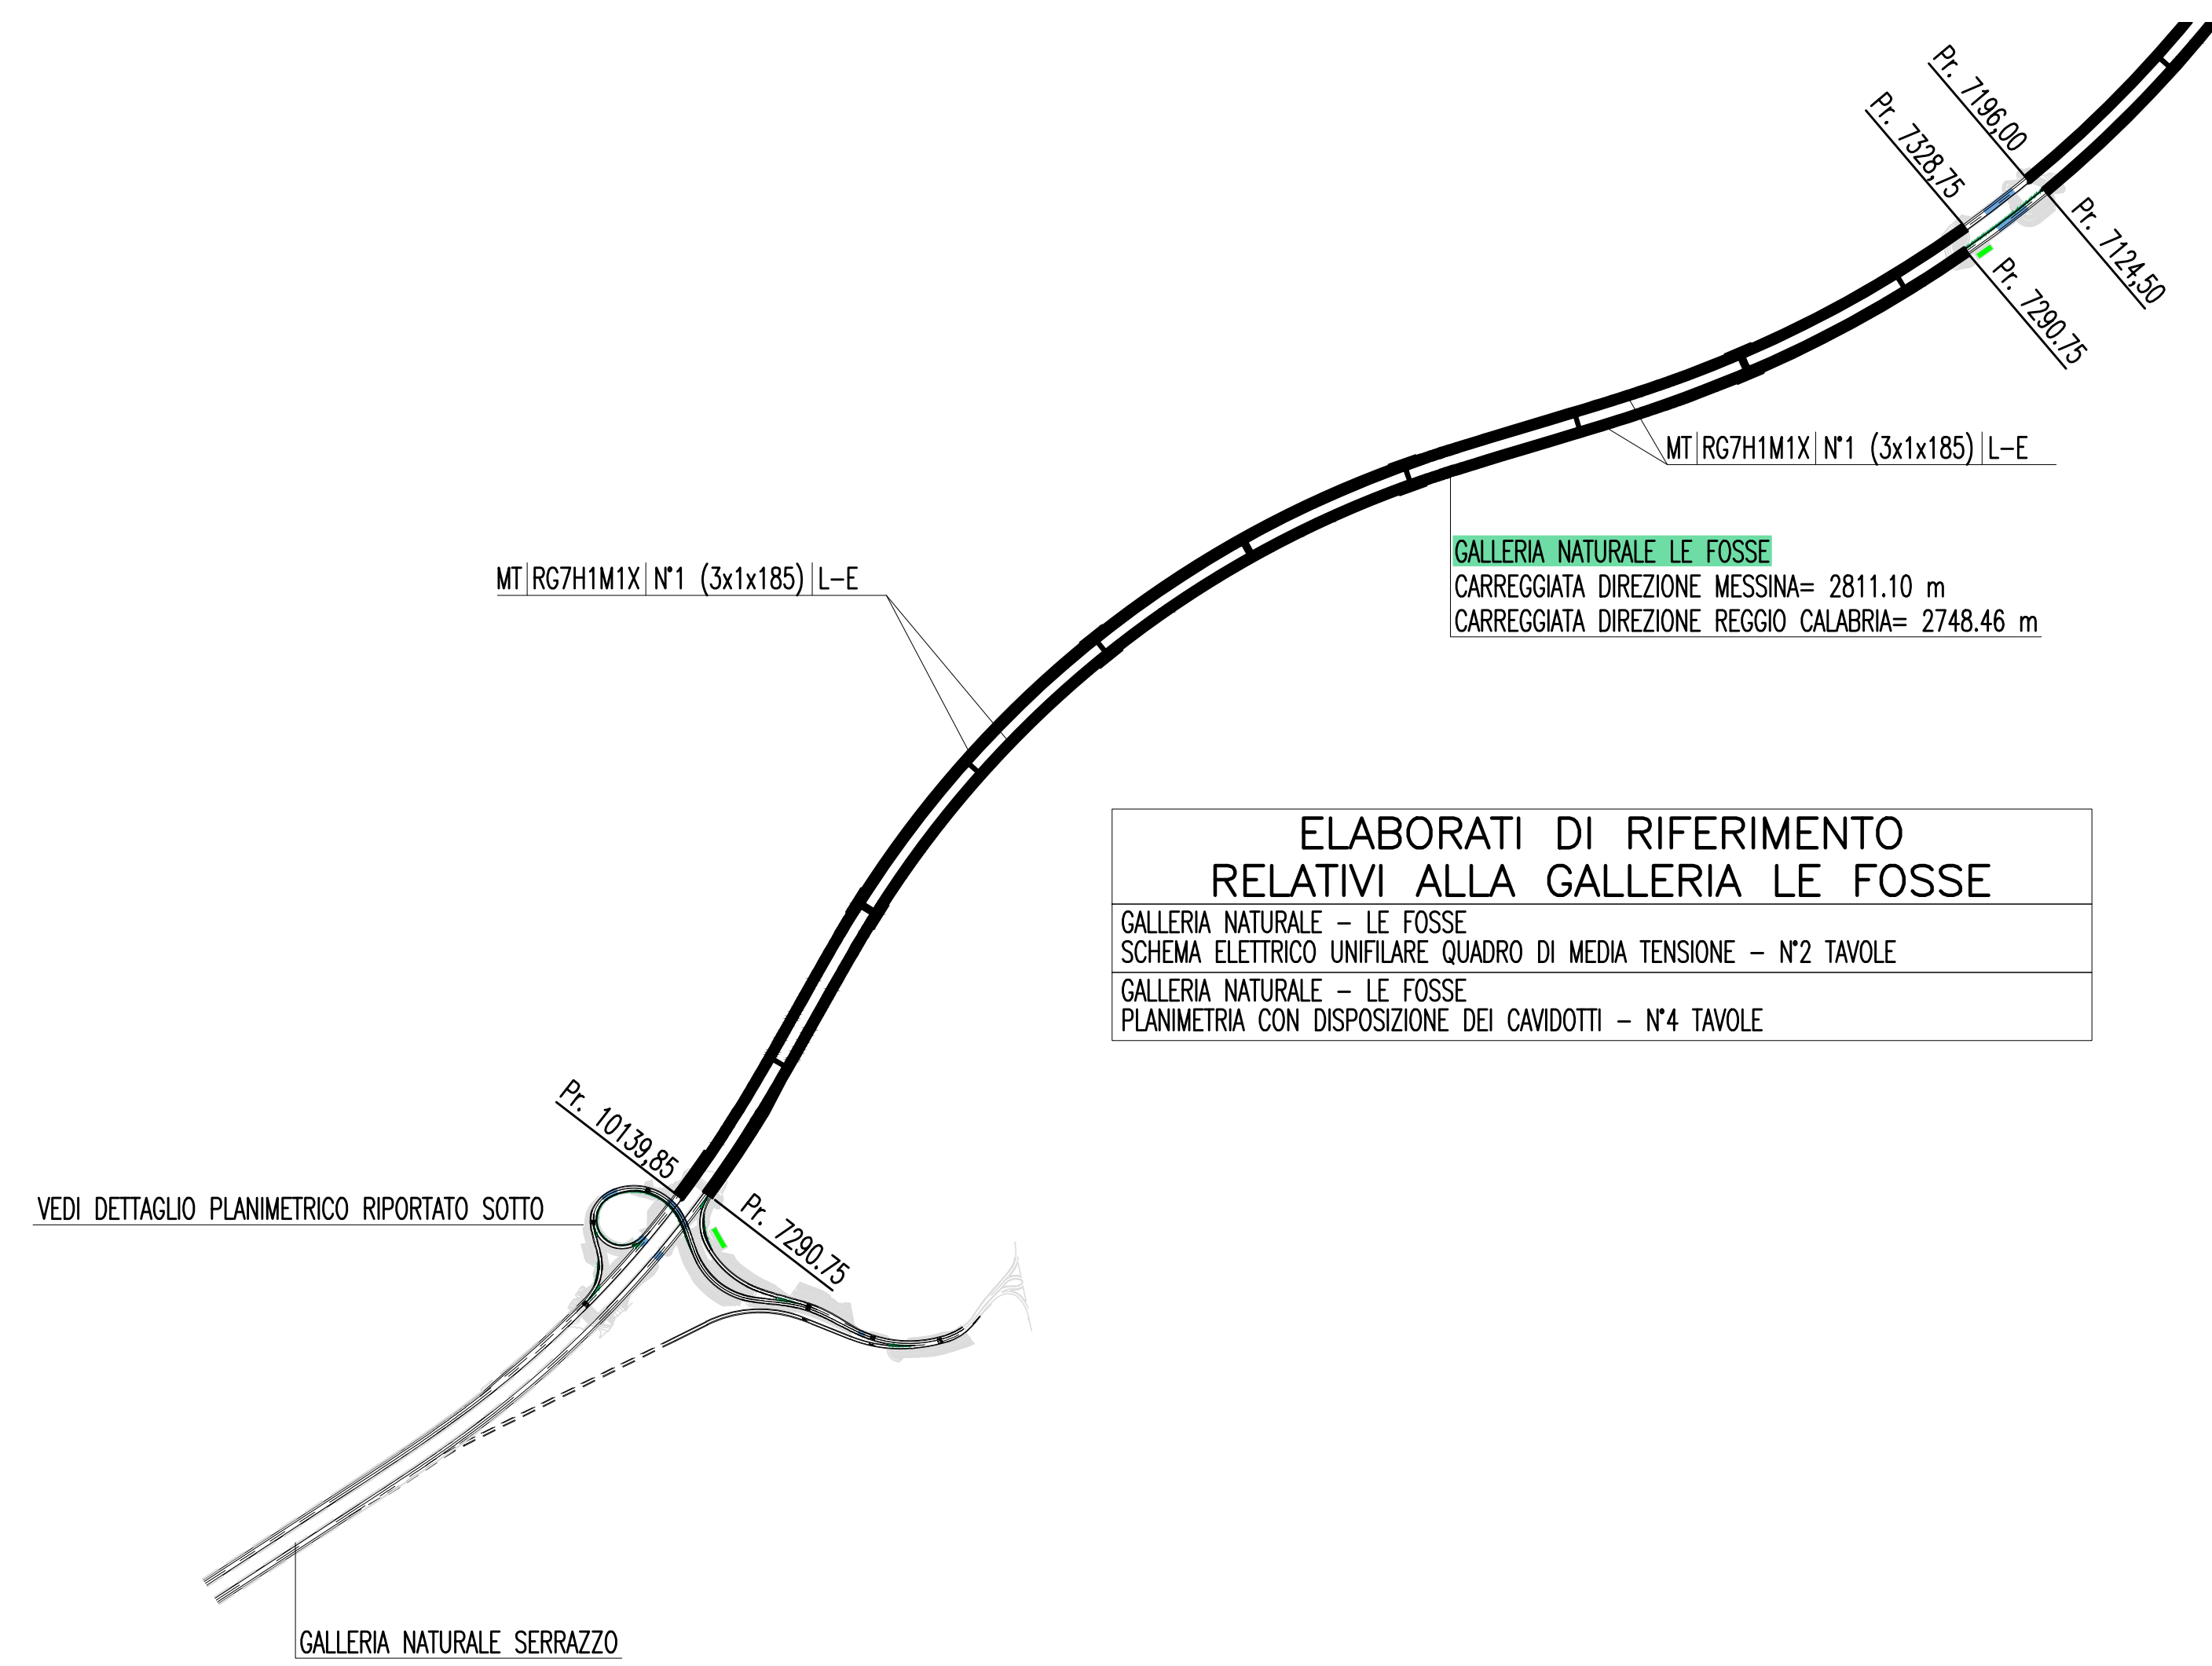 Pr. 7196,00
Pr. 7328,75
Pr. 7124,50
Pr. 7290.75
MT RG7H1M1X N°1 (3x1x185) L-E
GALLERIA NATURALE LE FOSSE
CARREGGIATA DIREZIONE MESSINA= 2811.10 m
CARREGGIATA DIREZIONE REGGIO CALABRIA= 2748.46 m
MT RG7H1M1X N°1 (3x1x185) L-E
ELABORATI DI RIFERIMENTO
RELATIVI ALLA GALLERIA LE FOSSE
GALLERIA NATURALE - LE FOSSE
SCHEMA ELETTRICO UNIFILARE QUADRO DI MEDIA TENSIONE - N°2 TAVOLE
GALLERIA NATURALE - LE FOSSE
PLANIMETRIA CON DISPOSIZIONE DEI CAVIDOTTI - N°4 TAVOLE
Pr. 10139,85
VEDI DETTAGLIO PLANIMETRICO RIPORTATO SOTTO
Pr. 7290.75
GALLERIA NATURALE SERRAZZO